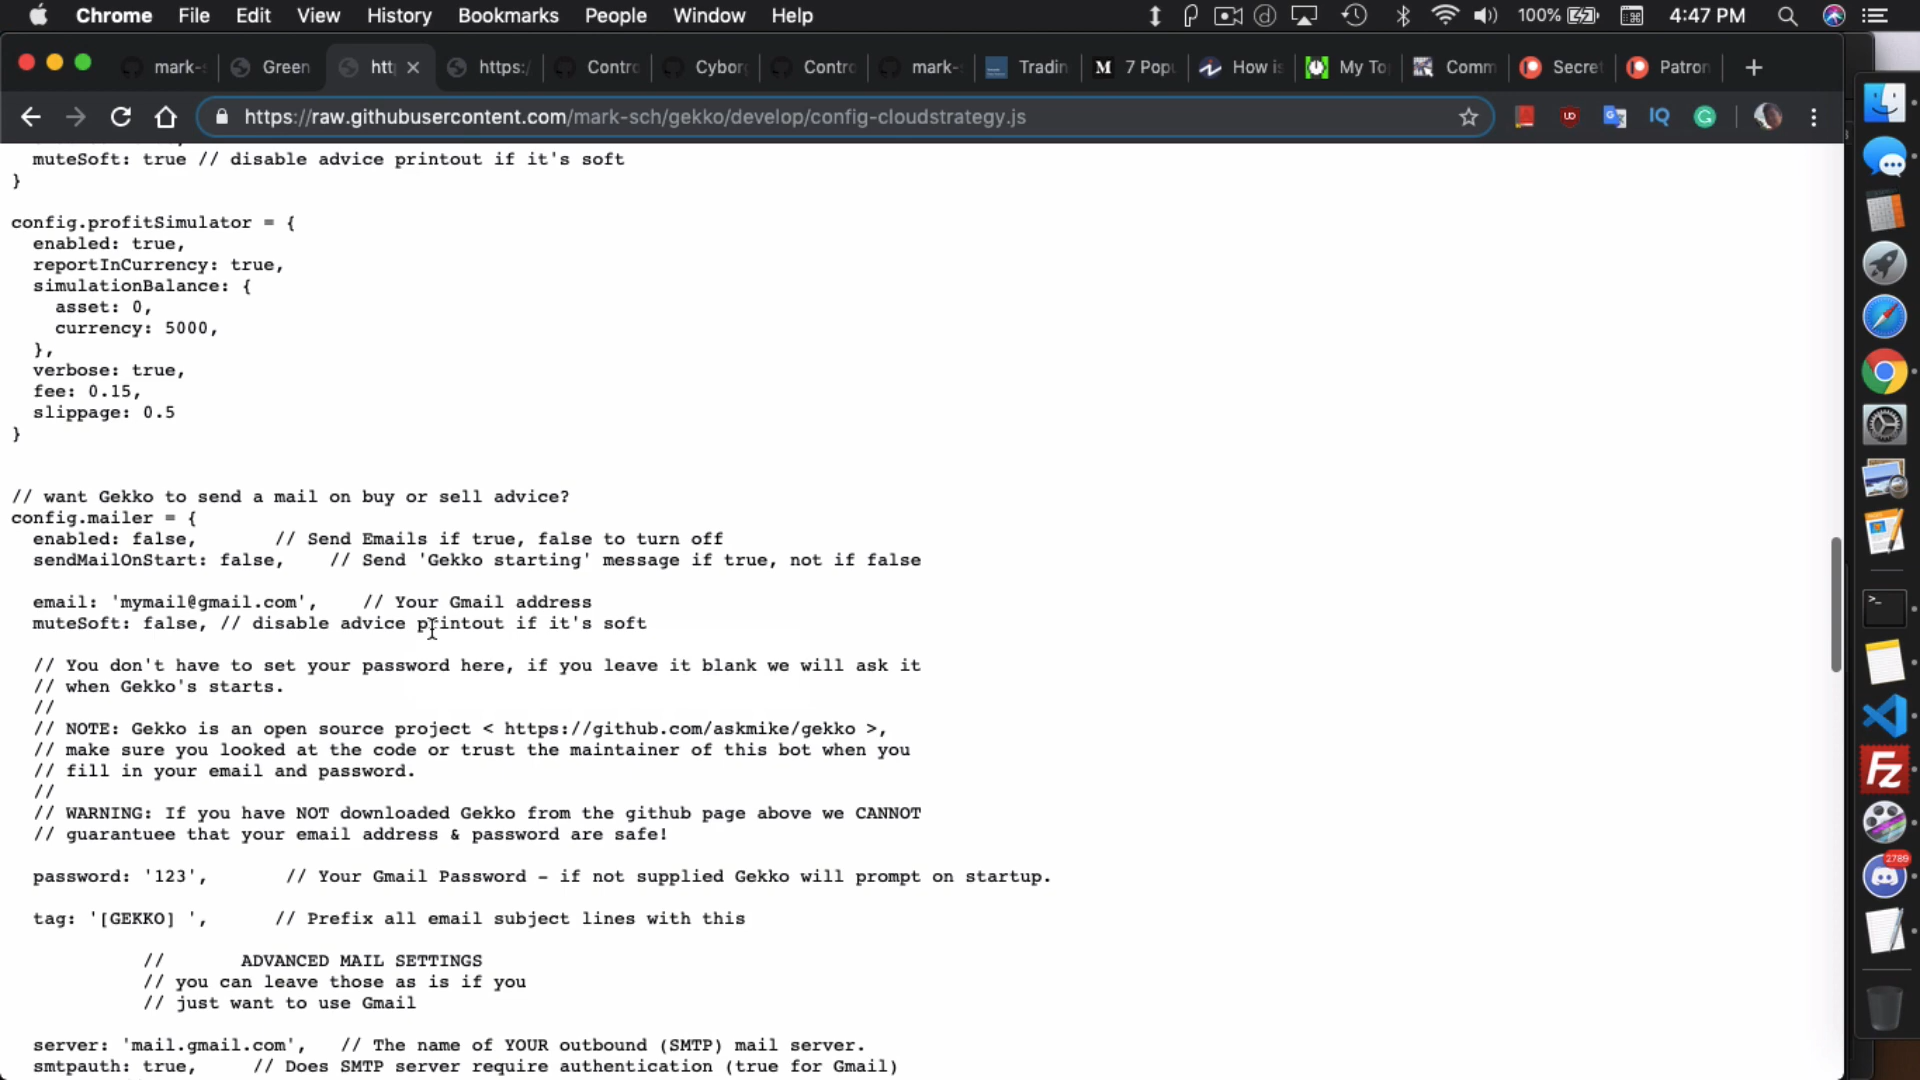 Chrome File Edit View History Bookmarks People Window Help 100% 4:47 PM
mark-s Green htt https:/ Contro Cybor Contro mark- Tradin M 7 Popu How is My To Comm Secre Patron
https://raw.githubusercontent.com/mark-sch/gekko/develop/config-cloudstrategy.js
muteSoft: true // disable advice printout if it's soft
}
config.profitSimulator = {
enabled: true,
reportInCurrency: true,
simulationBalance: {
asset: 0,
currency: 5000,
},
verbose: true,
fee: 0.15,
slippage: 0.5
}
// want Gekko to send a mail on buy or sell advice?
config.mailer = {
enabled: false, // Send Emails if true, false to turn off
sendMailOnStart: false, // Send 'Gekko starting' message if true, not if false
email: 'mymail@gmail.com', // Your Gmail address
muteSoft: false, // disable advice printout if it's soft
// You don't have to set your password here, if you leave it blank we will ask it
// when Gekko's starts.
//
// NOTE: Gekko is an open source project < https://github.com/askmike/gekko >,
// make sure you looked at the code or trust the maintainer of this bot when you
// fill in your email and password.
//
// WARNING: If you have NOT downloaded Gekko from the github page above we CANNOT
// guarantuee that your email address & password are safe!
password: '123', // Your Gmail Password - if not supplied Gekko will prompt on startup.
tag: '[GEKKO] ', // Prefix all email subject lines with this
// ADVANCED MAIL SETTINGS
// you can leave those as is if you
// just want to use Gmail
server: 'mail.gmail.com', // The name of YOUR outbound (SMTP) mail server.
smtpauth: true, // Does SMTP server require authentication (true for Gmail)
2789